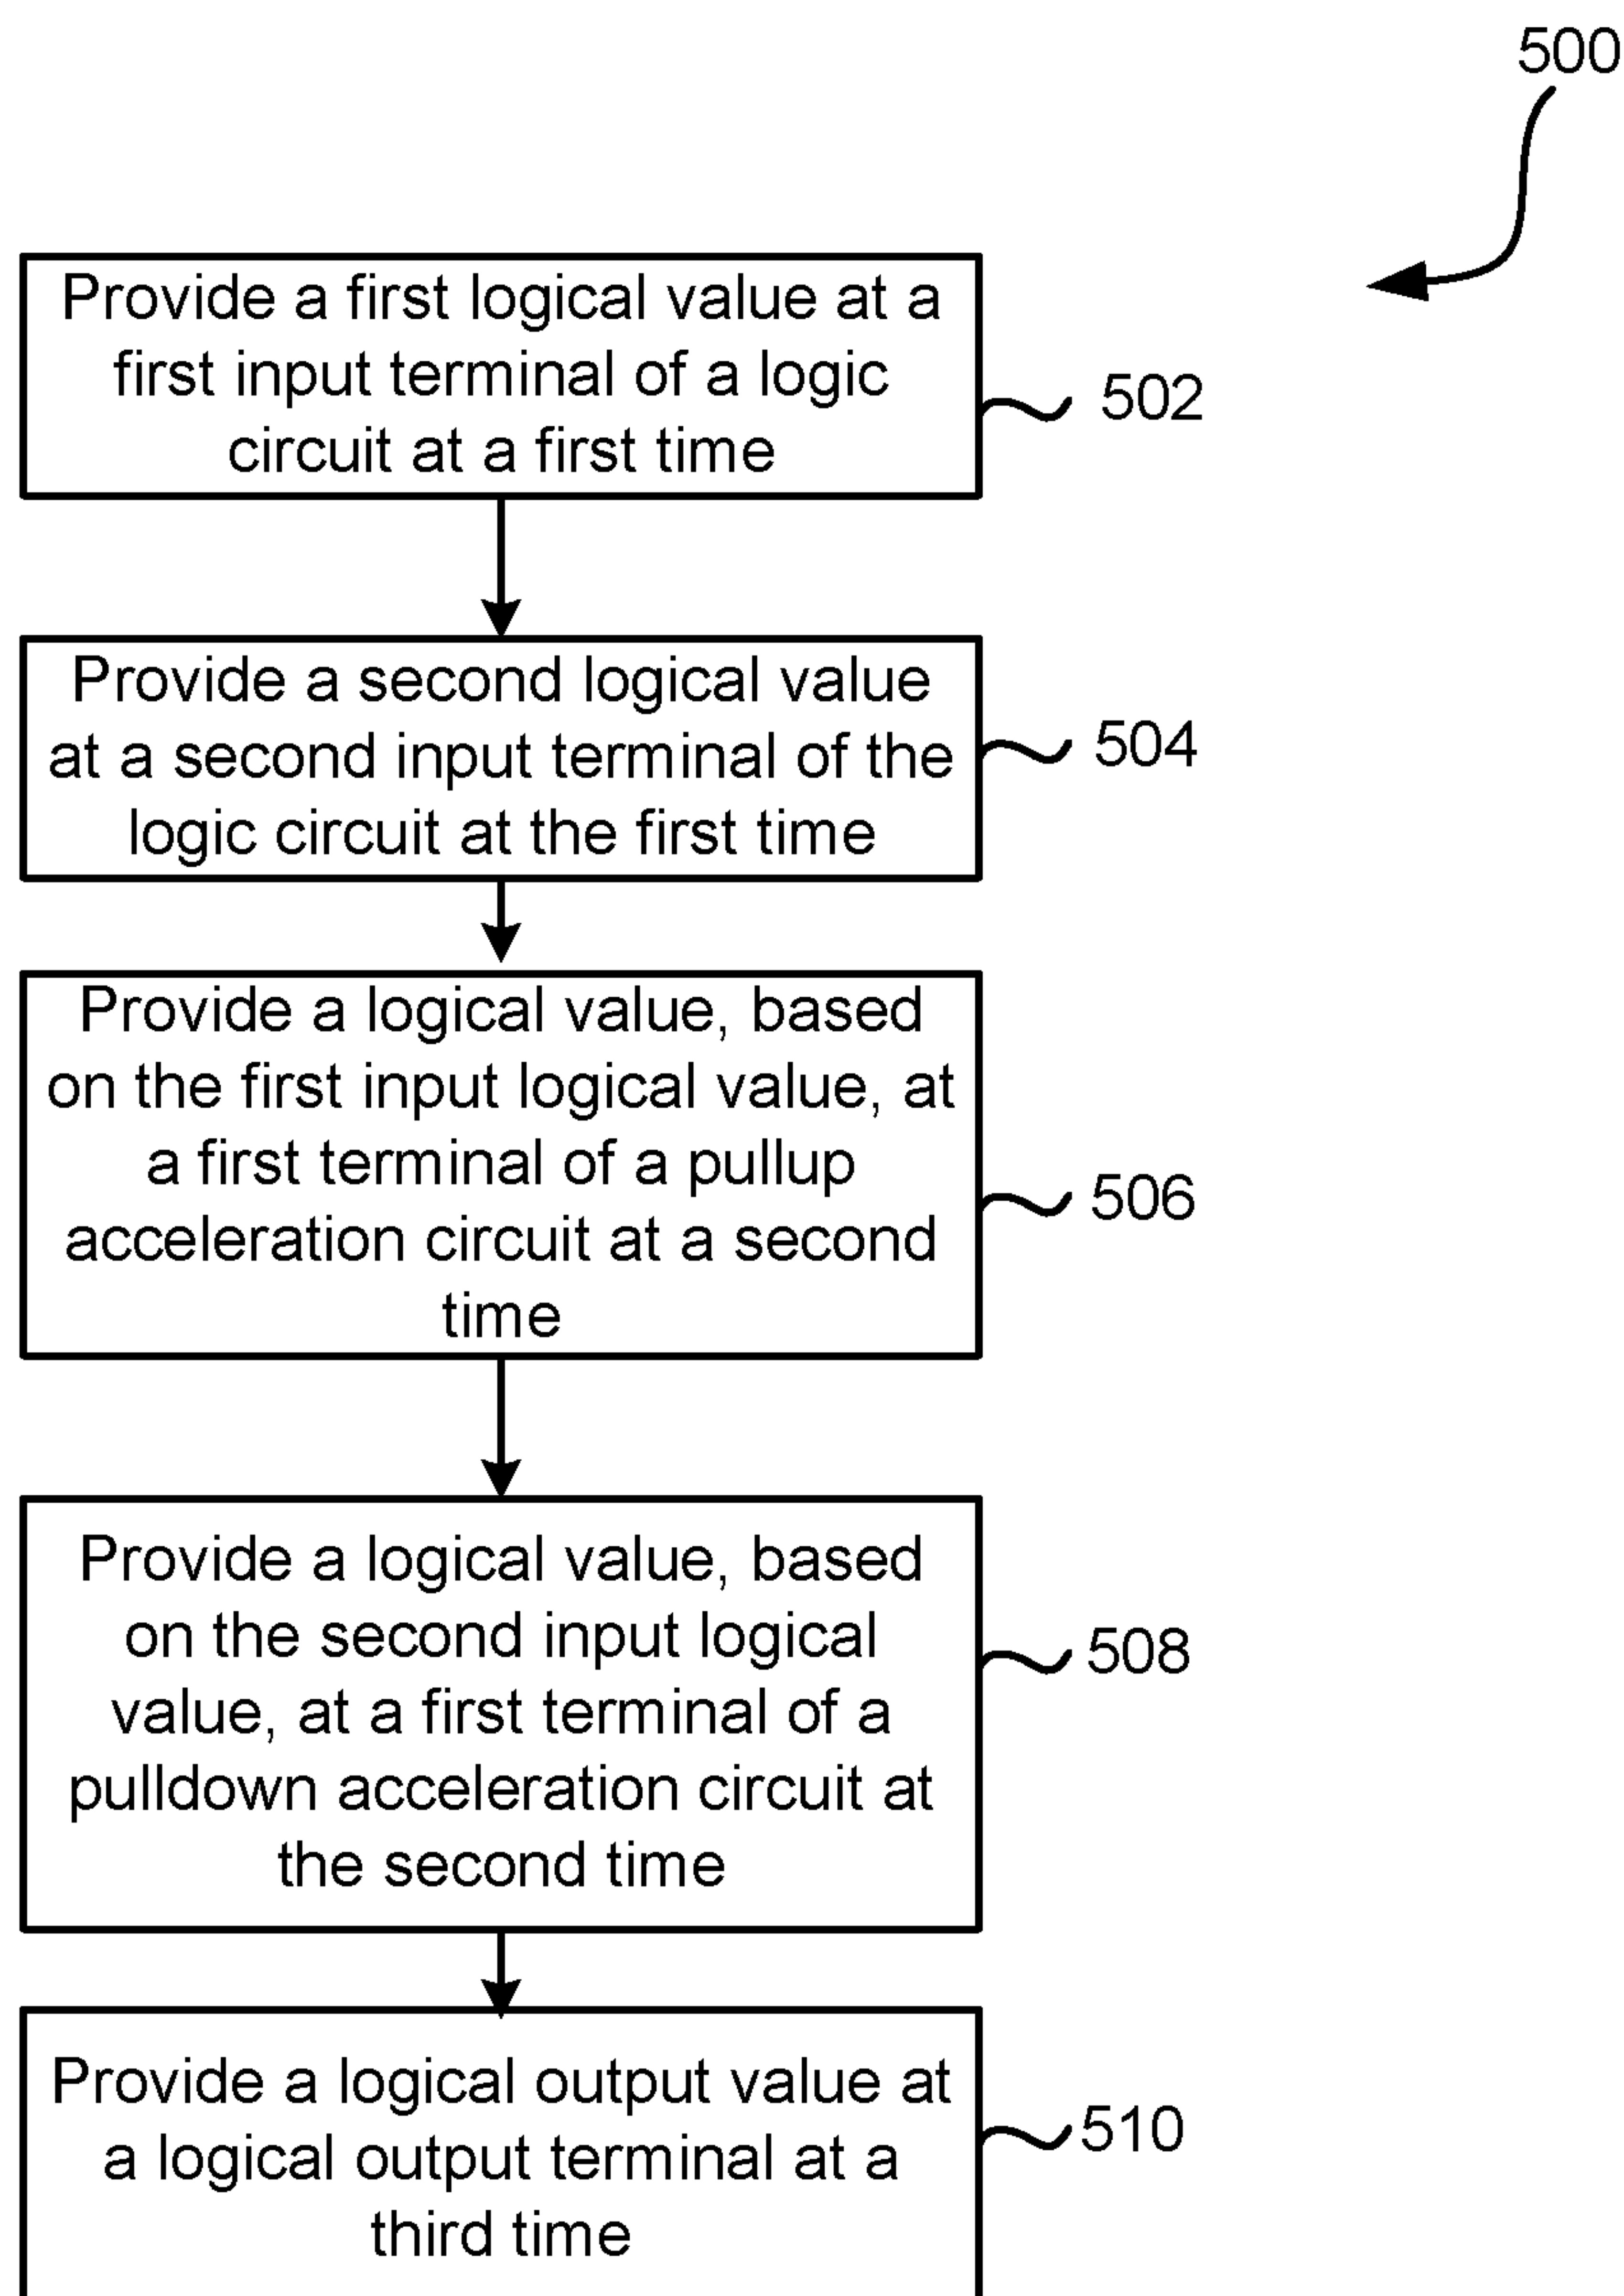 500
Provide a first logical value at a
first input terminal of a logic
circuit at a first time
502
Provide a second logical value
at a second input terminal of the
logic circuit at the first time
504
Provide a logical value, based
on the first input logical value, at
a first terminal of a pullup
acceleration circuit at a second
time
506
Provide a logical value, based
on the second input logical
value, at a first terminal of a
pulldown acceleration circuit at
the second time
508
Provide a logical output value at
a logical output terminal at a
third time
510